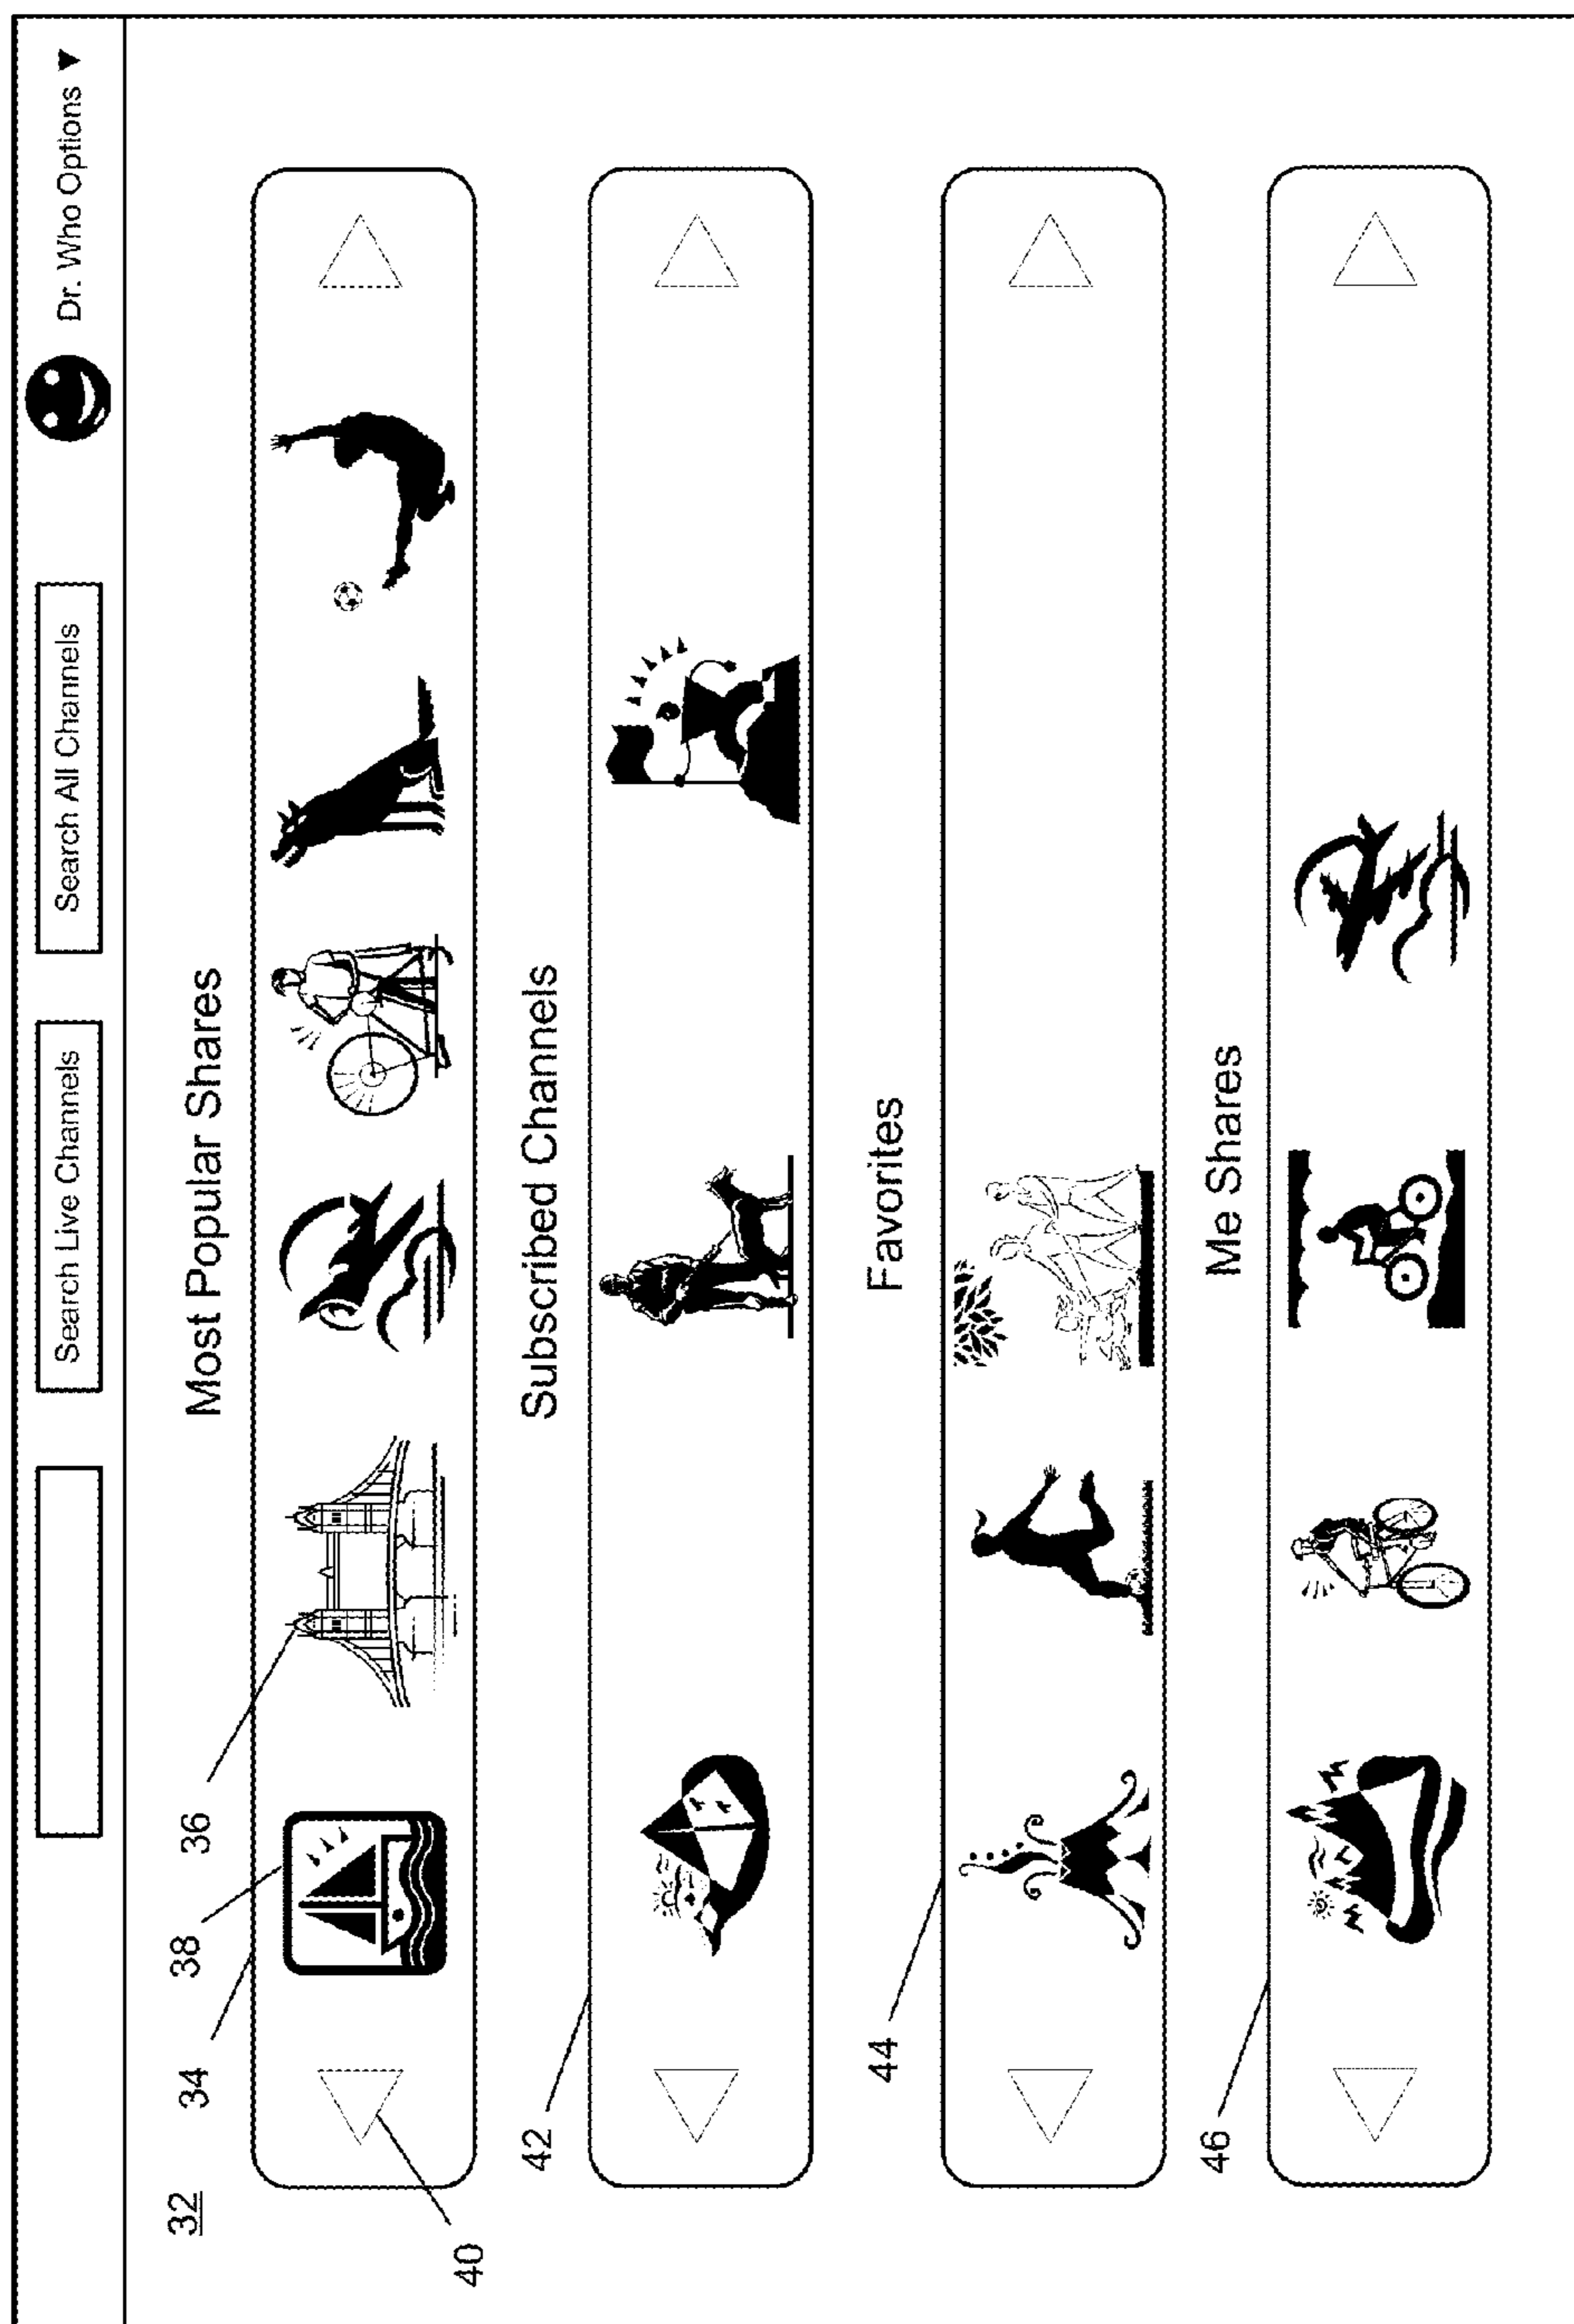 Search Live Channels
Search All Channels
Dr. Who Options ▼
32
34
38
36
Most Popular Shares
40
42
Subscribed Channels
44
Favorites
46
Me Shares